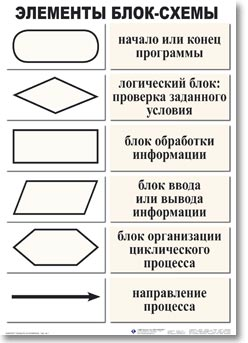 ЭЛЕМЕНТЫ БЛОК-СХЕМЫ
начало или конец
программы
логический блок:
проверка заданного
условия
блок обработки
информации
блок ввода
или вывода
информации
блок организации
циклического
процесса
направление
процесса